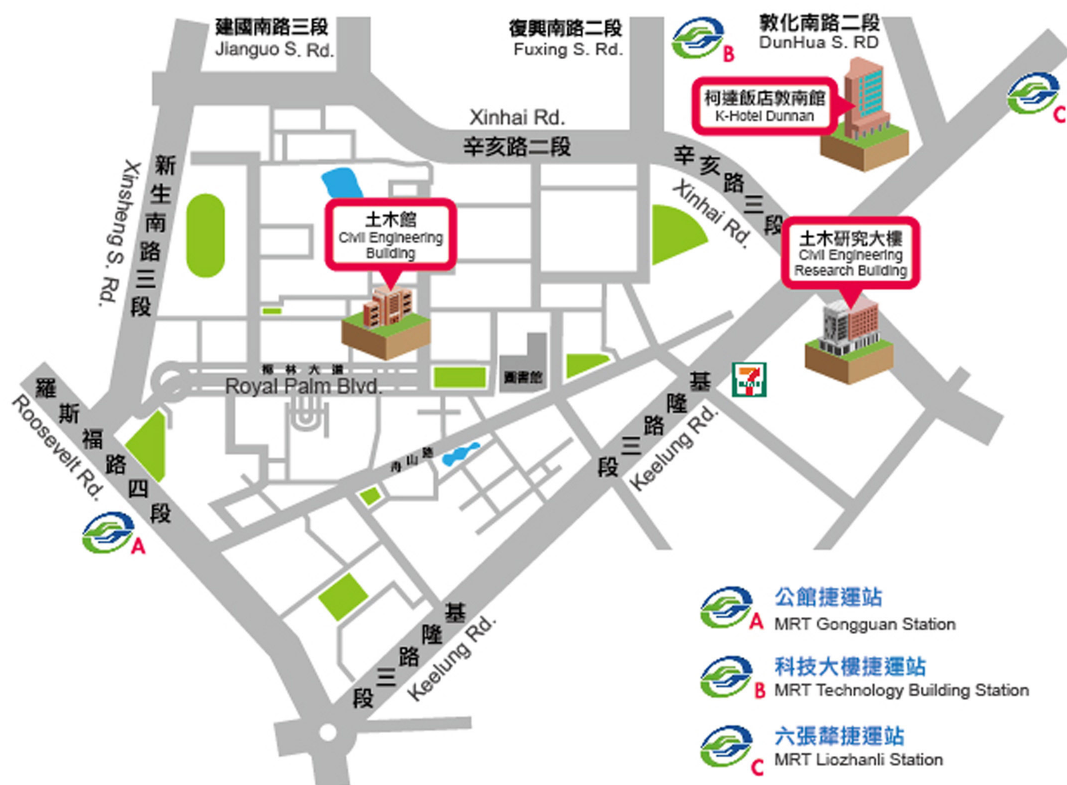 建國南路三段
Jianguo S. Rd.
復興南路二段
Fuxing S. Rd.
敦化南路二段
DunHua S. RD
B
C
柯達飯店敦南館
K-Hotel Dunnan
Xinhai Rd.
辛亥路二段
辛亥路三段
Xinhai Rd.
新生南路三段
Xinsheng S. Rd.
土木館
Civil Engineering
Building
土木研究大樓
Civil Engineering
Research Building
椰林大道
Royal Palm Blvd.
圖書館
7
基隆路三段
Keelung Rd.
羅斯福路四段
Roosevelt Rd.
舟山路
A
基隆路三段
Keelung Rd.
A
公館捷運站
MRT Gongguan Station
B
科技大樓捷運站
MRT Technology Building Station
C
六張犂捷運站
MRT Liozhanli Station